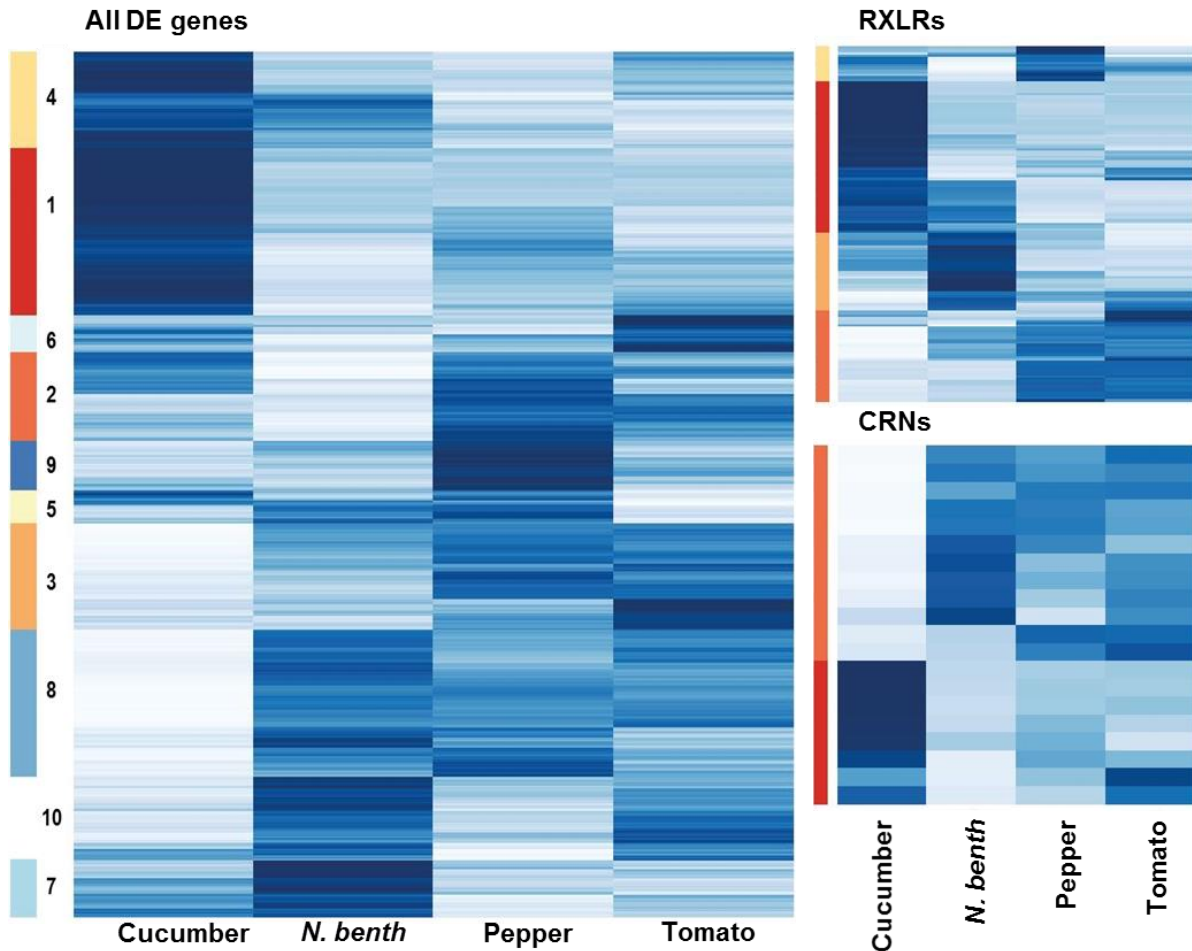 All DE genes
4
1
6
2
9
5
3
8
10
7
Cucumber N. benth Pepper Tomato
RXLRs
CRNs
Cucumber
N. benth
Pepper
Tomato